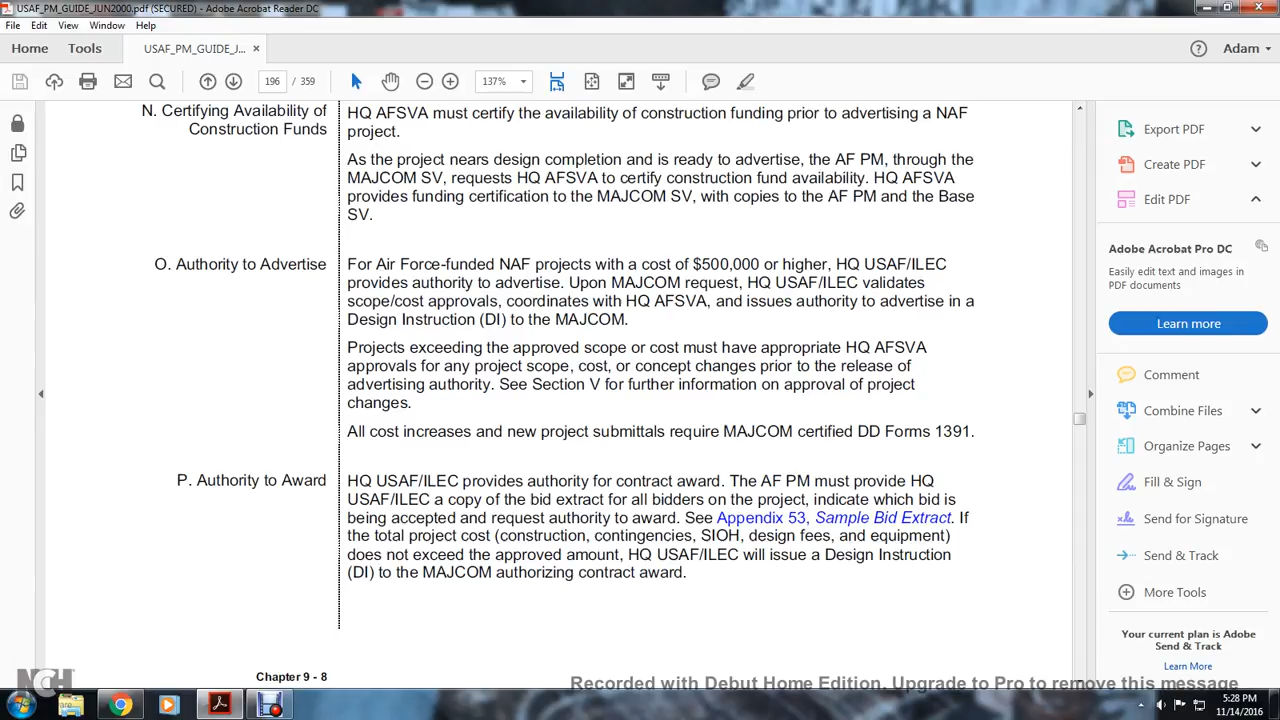 USAF_PM_GUIDE_JUN2000.pdf (SECURED) - Adobe Acrobat Reader DC
File Edit View Window Help
Home Tools USAF_PM_GUIDE_J... × Adam
196 / 359 137%
N. Certifying Availability of
Construction Funds
HQ AFSVA must certify the availability of construction funding prior to advertising a NAF
project.
As the project nears design completion and is ready to advertise, the AF PM, through the
MAJCOM SV, requests HQ AFSVA to certify construction fund availability. HQ AFSVA
provides funding certification to the MAJCOM SV, with copies to the AF PM and the Base
SV.
O. Authority to Advertise
For Air Force-funded NAF projects with a cost of $500,000 or higher, HQ USAF/ILEC
provides authority to advertise. Upon MAJCOM request, HQ USAF/ILEC validates
scope/cost approvals, coordinates with HQ AFSVA, and issues authority to advertise in a
Design Instruction (DI) to the MAJCOM.
Projects exceeding the approved scope or cost must have appropriate HQ AFSVA
approvals for any project scope, cost, or concept changes prior to the release of
advertising authority. See Section V for further information on approval of project
changes.
All cost increases and new project submittals require MAJCOM certified DD Forms 1391.
P. Authority to Award
HQ USAF/ILEC provides authority for contract award. The AF PM must provide HQ
USAF/ILEC a copy of the bid extract for all bidders on the project, indicate which bid is
being accepted and request authority to award. See Appendix 53, Sample Bid Extract. If
the total project cost (construction, contingencies, SIOH, design fees, and equipment)
does not exceed the approved amount, HQ USAF/ILEC will issue a Design Instruction
(DI) to the MAJCOM authorizing contract award.
Chapter 9 - 8
Export PDF
Create PDF
Edit PDF
Adobe Acrobat Pro DC
Easily edit text and images in
PDF documents
Learn more
Comment
Combine Files
Organize Pages
Fill & Sign
Send for Signature
Send & Track
More Tools
Your current plan is Adobe
Send & Track
Learn More
NCH
Recorded with Debut Home Edition. Upgrade to Pro to remove this message
5:28 PM
11/14/2016